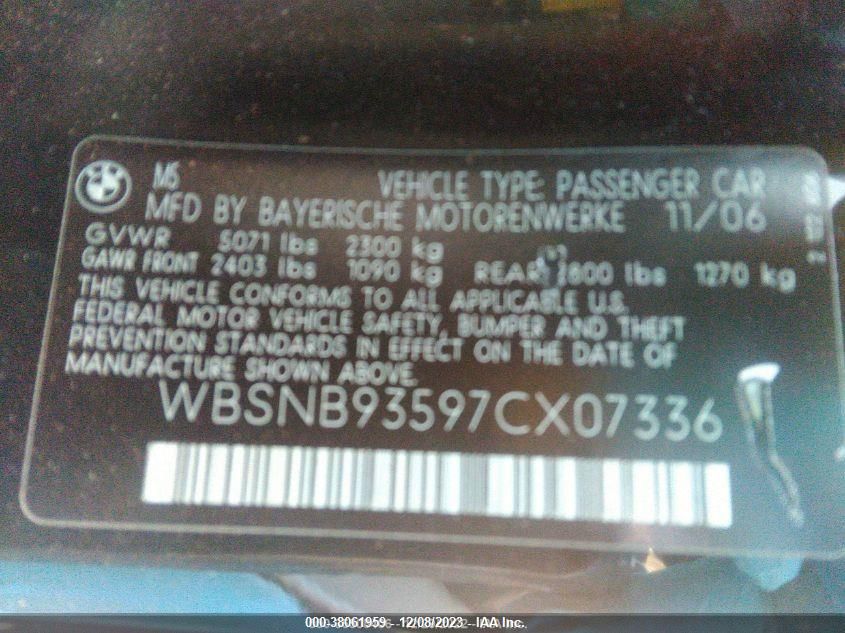 M5 VEHICLE TYPE: PASSENGER CAR
MFD BY BAYERISCHE MOTORENWERKE 11/06
GVWR 5071 lbs 2300 kg
GAWR FRONT 2403 lbs 1090 kg REAR 2800 lbs 1270 kg
THIS VEHICLE CONFORMS TO ALL APPLICABLE U.S.
FEDERAL MOTOR VEHICLE SAFETY, BUMPER AND THEFT
PREVENTION STANDARDS IN EFFECT ON THE DATE OF
MANUFACTURE SHOWN ABOVE.
WBSNB93597CX07336
000-38061959 - 12/08/2023 - IAA Inc.